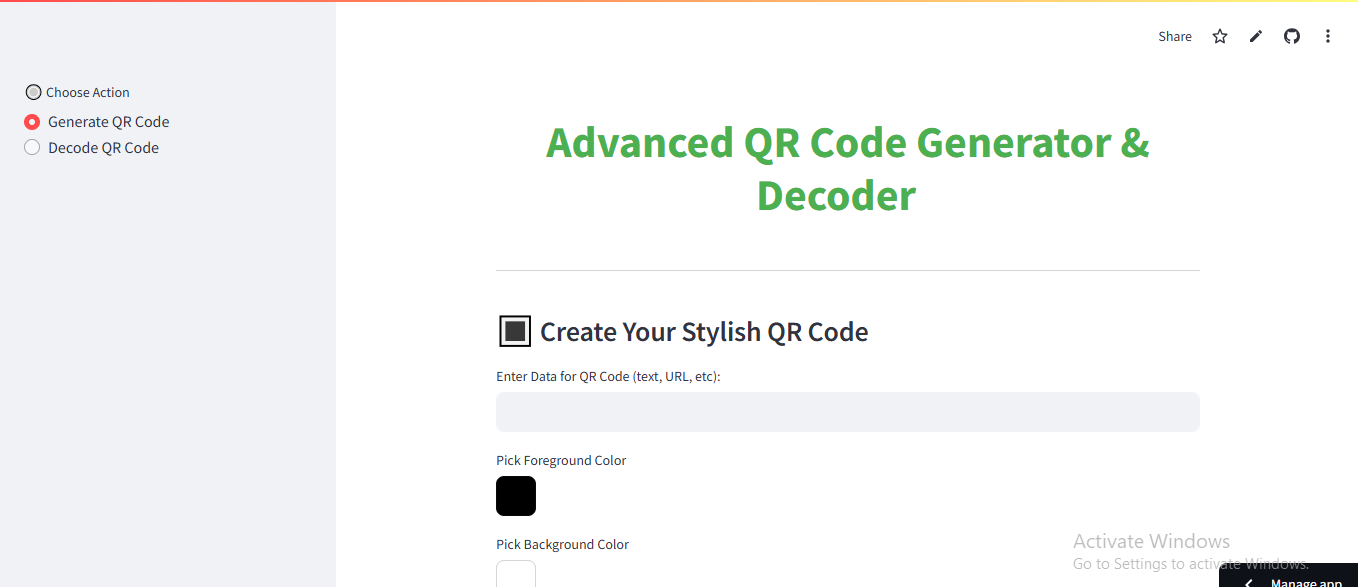 Share
Choose Action
Generate QR Code
Decode QR Code
Advanced QR Code Generator &
Decoder
Create Your Stylish QR Code
Enter Data for QR Code (text, URL, etc):
Pick Foreground Color
Pick Background Color
Activate Windows
Go to Settings to activate Windows.
Manage app